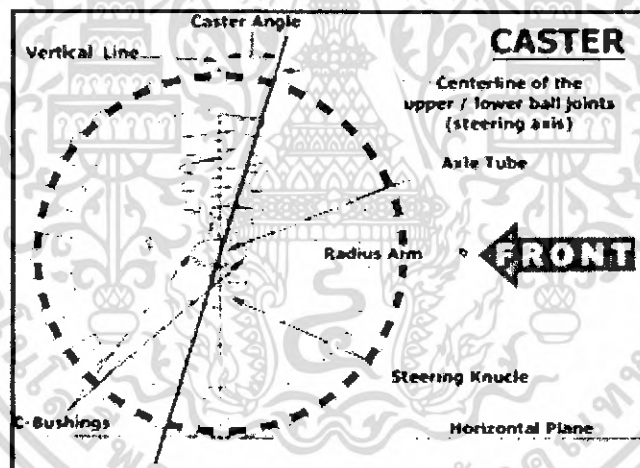 Caster Angle
CASTER
Vertical Line
Centerline of the
upper / lower ball joints
(steering axis)
Axle Tube
Radius Arm
FRONT
Steering Knucle
C-Bushings
Horizontal Plane